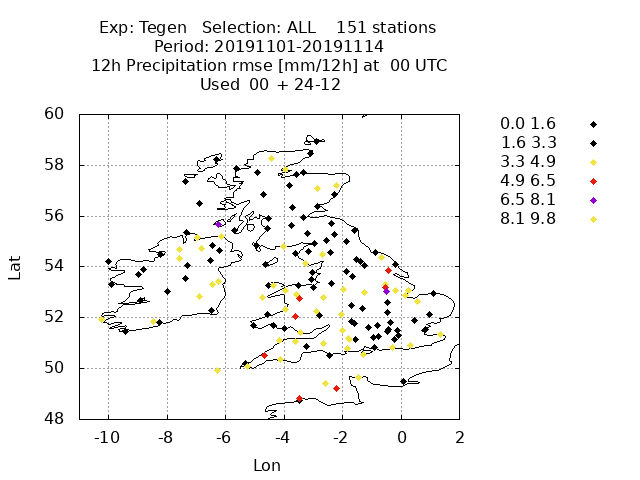 Exp: Tegen Selection: ALL 151 stations
Period: 20191101-20191114
12h Precipitation rmse [mm/12h] at 00 UTC
Used 00 + 24-12
60
58
56
54
52
50
48
Lat
-10 -8 -6 -4 -2 0 2
Lon
0.0 1.6
1.6 3.3
3.3 4.9
4.9 6.5
6.5 8.1
8.1 9.8